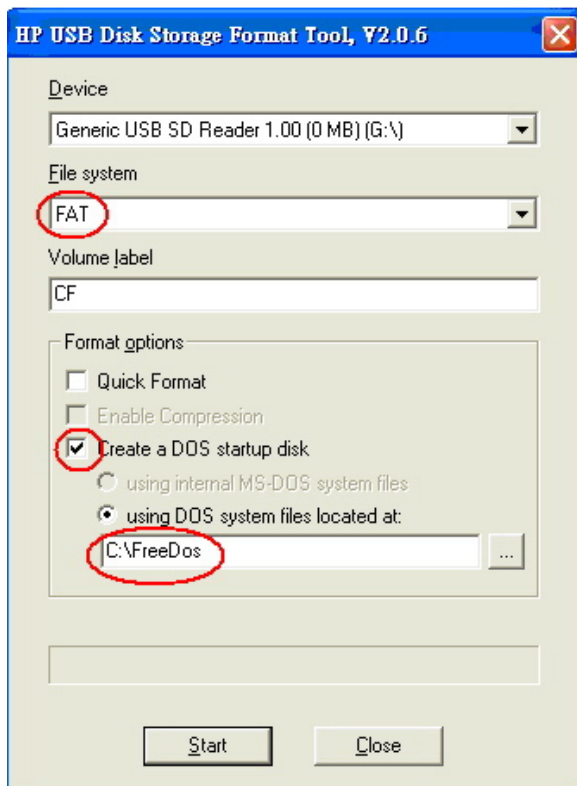 HP USB Disk Storage Format Tool, V2.0.6
Device
Generic USB SD Reader 1.00 (0 MB) (G:\)
File system
FAT
Volume label
CF
Format options
Quick Format
Enable Compression
Create a DOS startup disk
using internal MS-DOS system files
using DOS system files located at:
C:\FreeDos
...
Start
Close